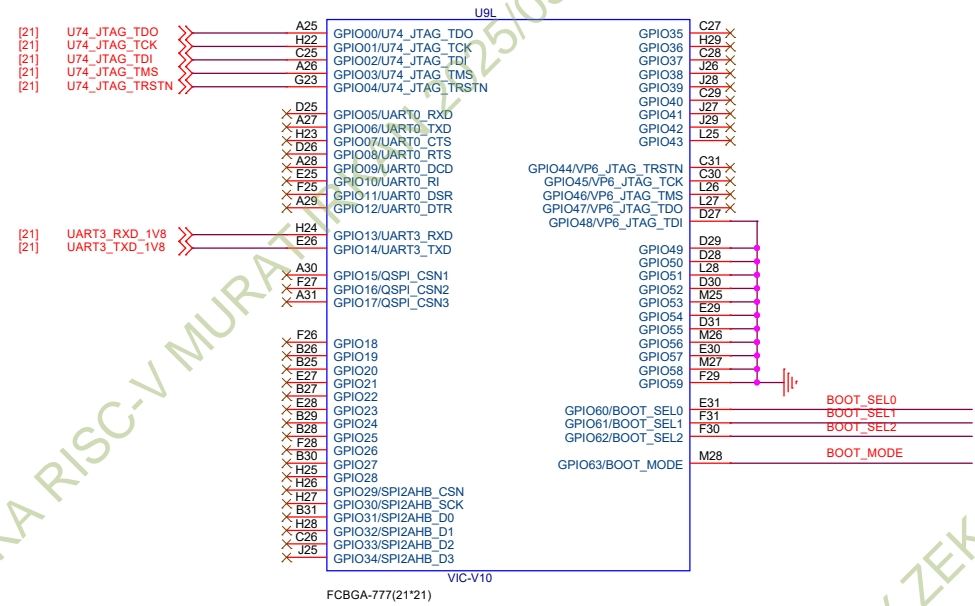 U9L
[21] U74_JTAG_TDO A25 GPIO00/U74_JTAG_TDO
[21] U74_JTAG_TCK H22 GPIO01/U74_JTAG_TCK
[21] U74_JTAG_TDI C25 GPIO02/U74_JTAG_TDI
[21] U74_JTAG_TMS A26 GPIO03/U74_JTAG_TMS
[21] U74_JTAG_TRSTN G23 GPIO04/U74_JTAG_TRSTN
D25 GPIO05/UART0_RXD
A27 GPIO06/UART0_TXD
H23 GPIO07/UART0_CTS
D26 GPIO08/UART0_RTS
A28 GPIO09/UART0_DCD
E25 GPIO10/UART0_RI
F25 GPIO11/UART0_DSR
A29 GPIO12/UART0_DTR
[21] UART3_RXD_1V8 H24 GPIO13/UART3_RXD
[21] UART3_TXD_1V8 E26 GPIO14/UART3_TXD
A30 GPIO15/QSPI_CSN1
F27 GPIO16/QSPI_CSN2
A31 GPIO17/QSPI_CSN3
F26 GPIO18
B26 GPIO19
B25 GPIO20
E27 GPIO21
B27 GPIO22
E28 GPIO23
B29 GPIO24
B28 GPIO25
F28 GPIO26
B30 GPIO27
H25 GPIO28
H26 GPIO29/SPI2AHB_CSN
H27 GPIO30/SPI2AHB_SCK
B31 GPIO31/SPI2AHB_D0
H28 GPIO32/SPI2AHB_D1
C26 GPIO33/SPI2AHB_D2
J25 GPIO34/SPI2AHB_D3
GPIO35 C27
GPIO36 H29
GPIO37 C28
GPIO38 J26
GPIO39 J28
GPIO40 C29
GPIO41 J27
GPIO42 J29
GPIO43 L25
GPIO44/VP6_JTAG_TRSTN C31
GPIO45/VP6_JTAG_TCK C30
GPIO46/VP6_JTAG_TMS L26
GPIO47/VP6_JTAG_TDO L27
GPIO48/VP6_JTAG_TDI D27
GPIO49 D29
GPIO50 D28
GPIO51 L28
GPIO52 D30
GPIO53 M25
GPIO54 E29
GPIO55 D31
GPIO56 M26
GPIO57 E30
GPIO58 M27
GPIO59 F29
GPIO60/BOOT_SEL0 E31 BOOT_SEL0
GPIO61/BOOT_SEL1 F31 BOOT_SEL1
GPIO62/BOOT_SEL2 F30 BOOT_SEL2
GPIO63/BOOT_MODE M28 BOOT_MODE
VIC-V10
FCBGA-777(21*21)
RISC-V MURAT IRKAN 2025/
ZEK